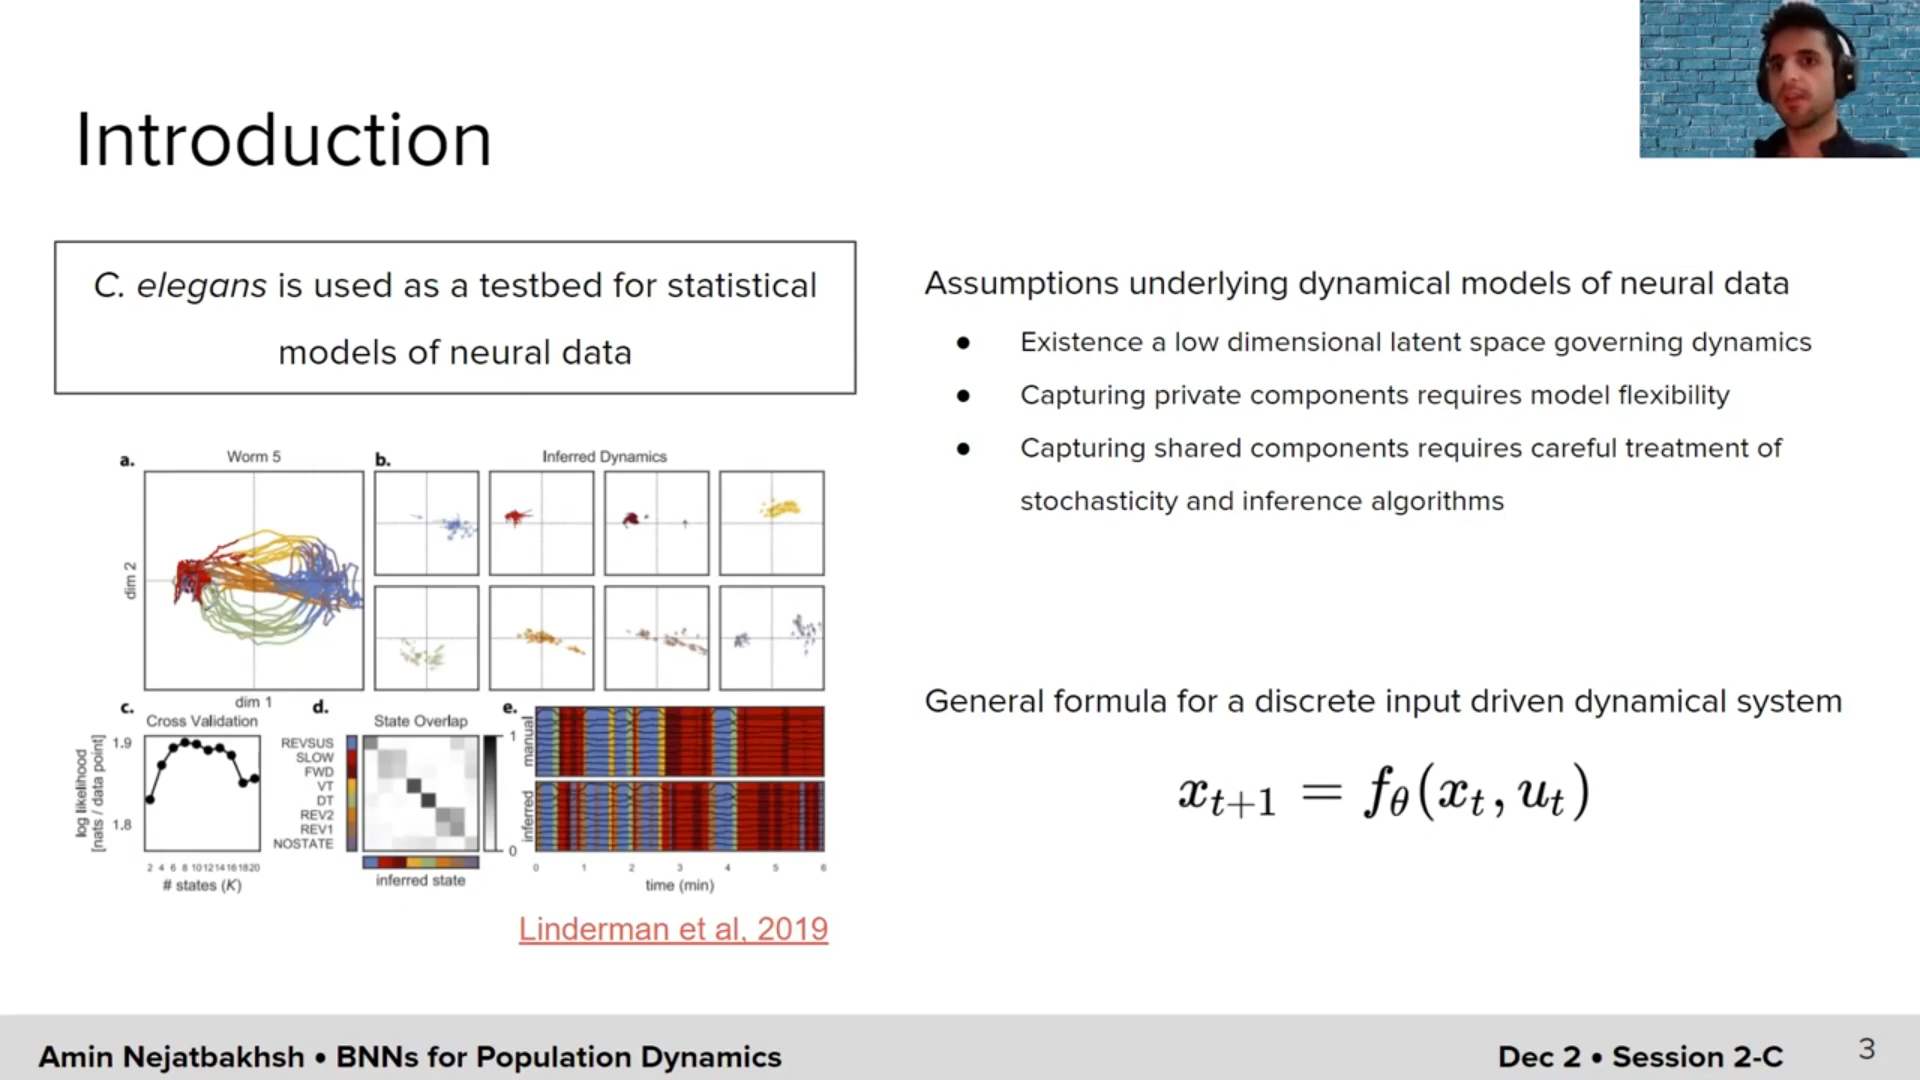 Introduction
C. elegans is used as a testbed for statistical
models of neural data
a.
Worm 5
b.
Inferred Dynamics
dim 2
dim 1
c.
Cross Validation
log likelihood
[nats / data point]
1.9
1.8
2 4 6 8 10 12 14 16 18 20
# states (K)
d.
State Overlap
REVSUS
SLOW
FWD
VT
DT
REV2
REV1
NOSTATE
inferred state
1
0
e.
manual
inferred
0 1 2 3 4 5 6
time (min)
Linderman et al, 2019
Assumptions underlying dynamical models of neural data
● Existence a low dimensional latent space governing dynamics
● Capturing private components requires model flexibility
● Capturing shared components requires careful treatment of
stochasticity and inference algorithms
General formula for a discrete input driven dynamical system
x_{t+1} = f_θ(x_t, u_t)
Amin Nejatbakhsh • BNNs for Population Dynamics
Dec 2 • Session 2-C
3